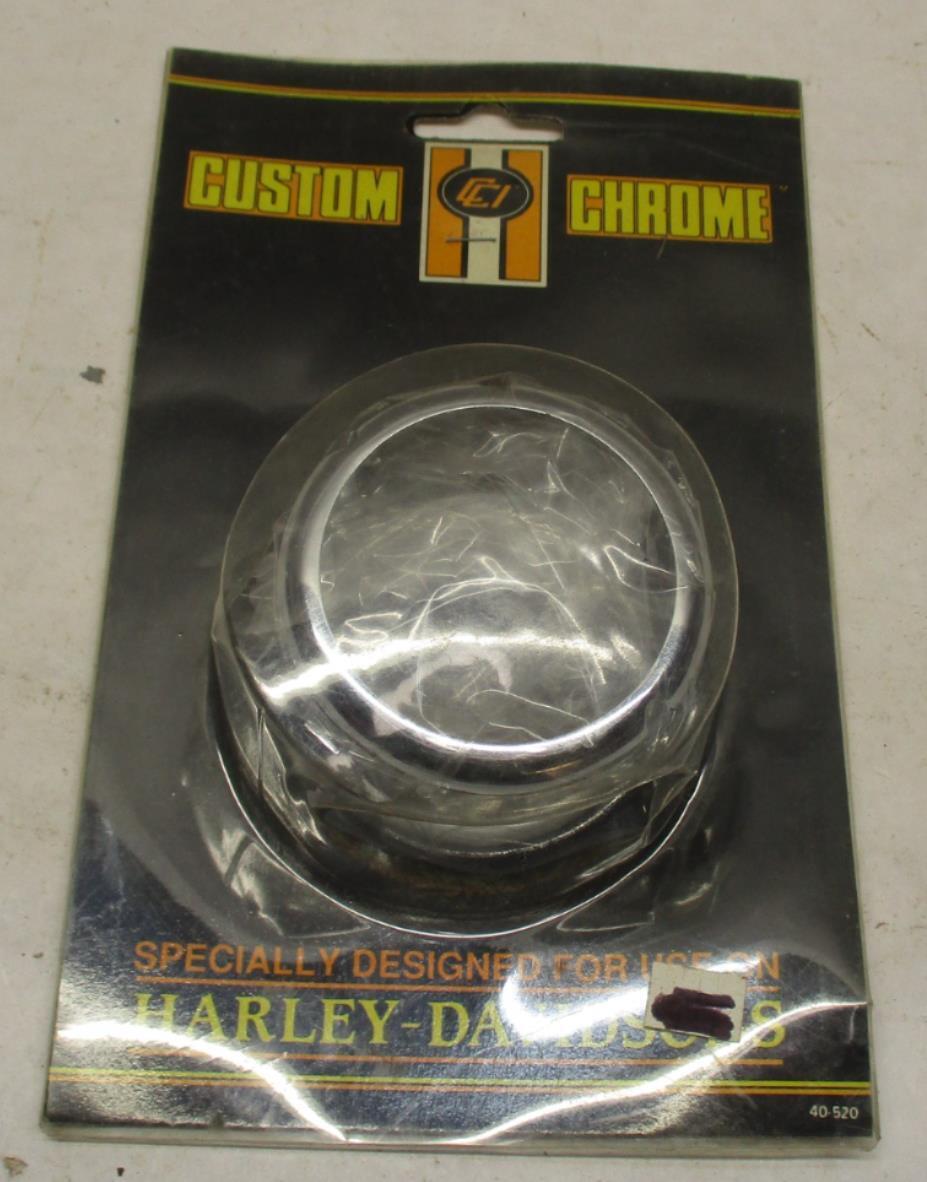 CUSTOM CCI CHROME
SPECIALLY DESIGNED FOR USE ON
HARLEY-DAVIDSONS
40-520